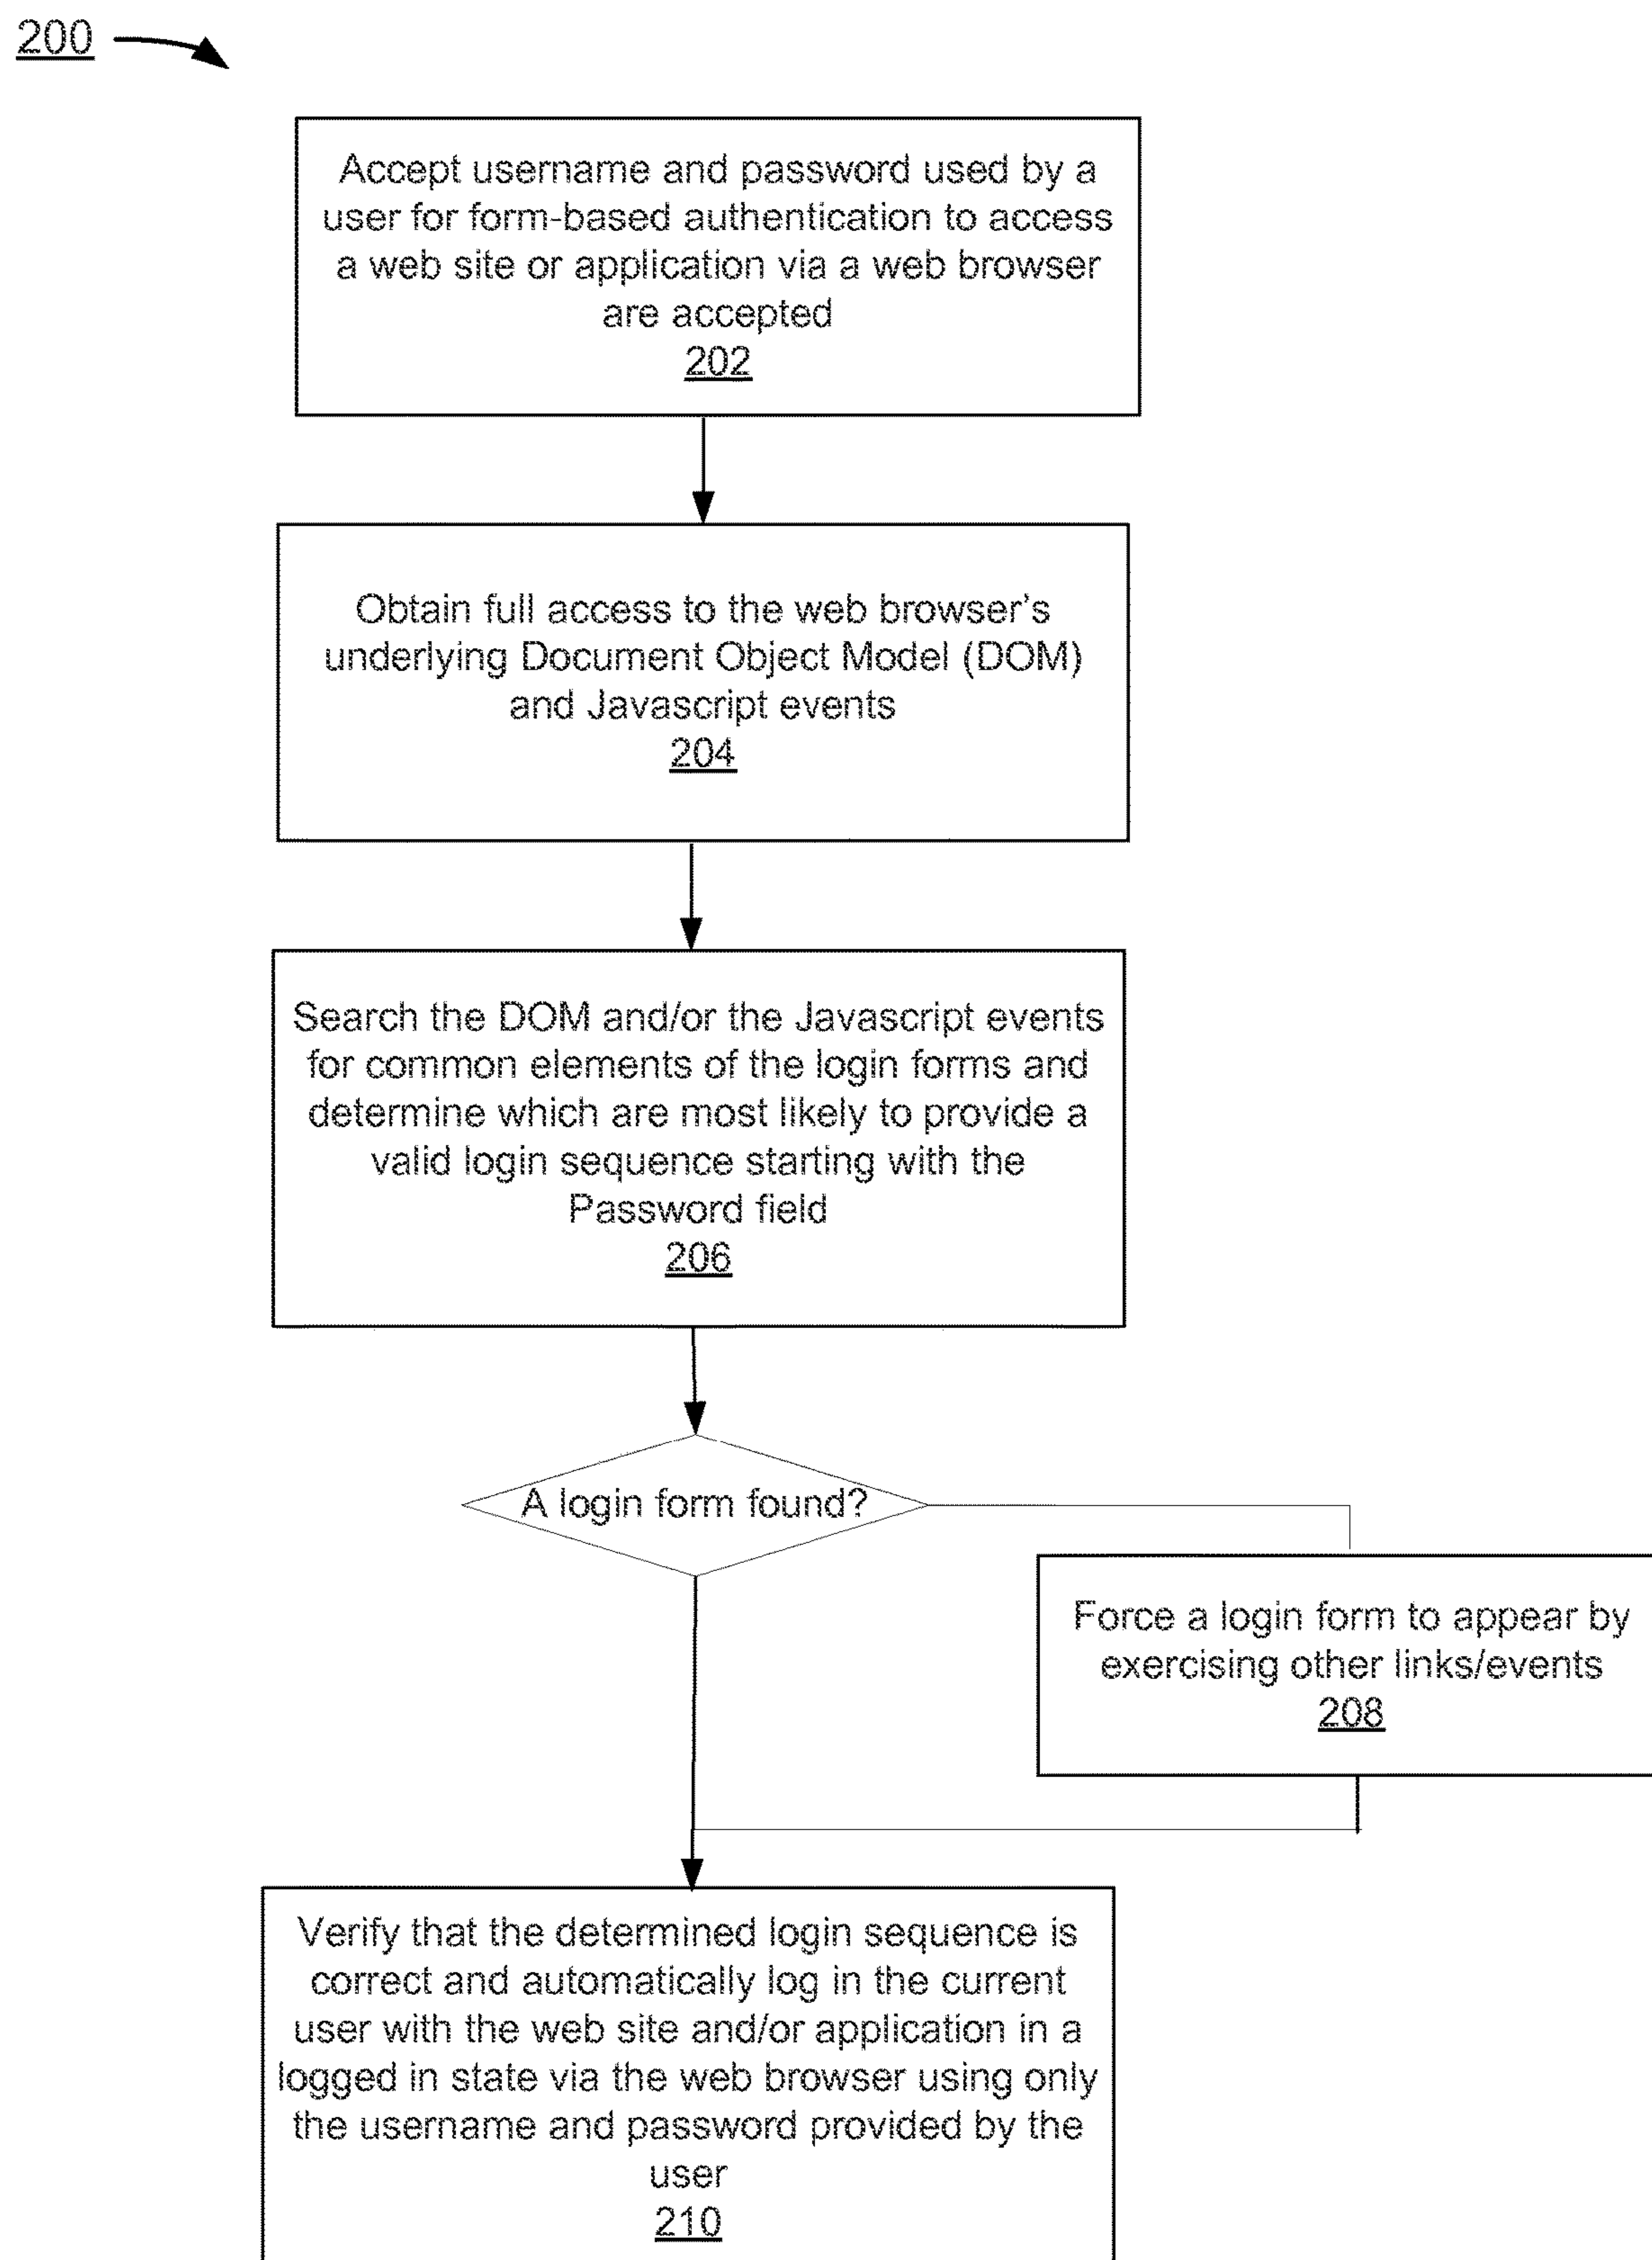 200
Accept username and password used by a
user for form-based authentication to access
a web site or application via a web browser
are accepted
202
Obtain full access to the web browser's
underlying Document Object Model (DOM)
and Javascript events
204
Search the DOM and/or the Javascript events
for common elements of the login forms and
determine which are most likely to provide a
valid login sequence starting with the
Password field
206
A login form found?
Force a login form to appear by
exercising other links/events
208
Verify that the determined login sequence is
correct and automatically log in the current
user with the web site and/or application in a
logged in state via the web browser using only
the username and password provided by the
user
210